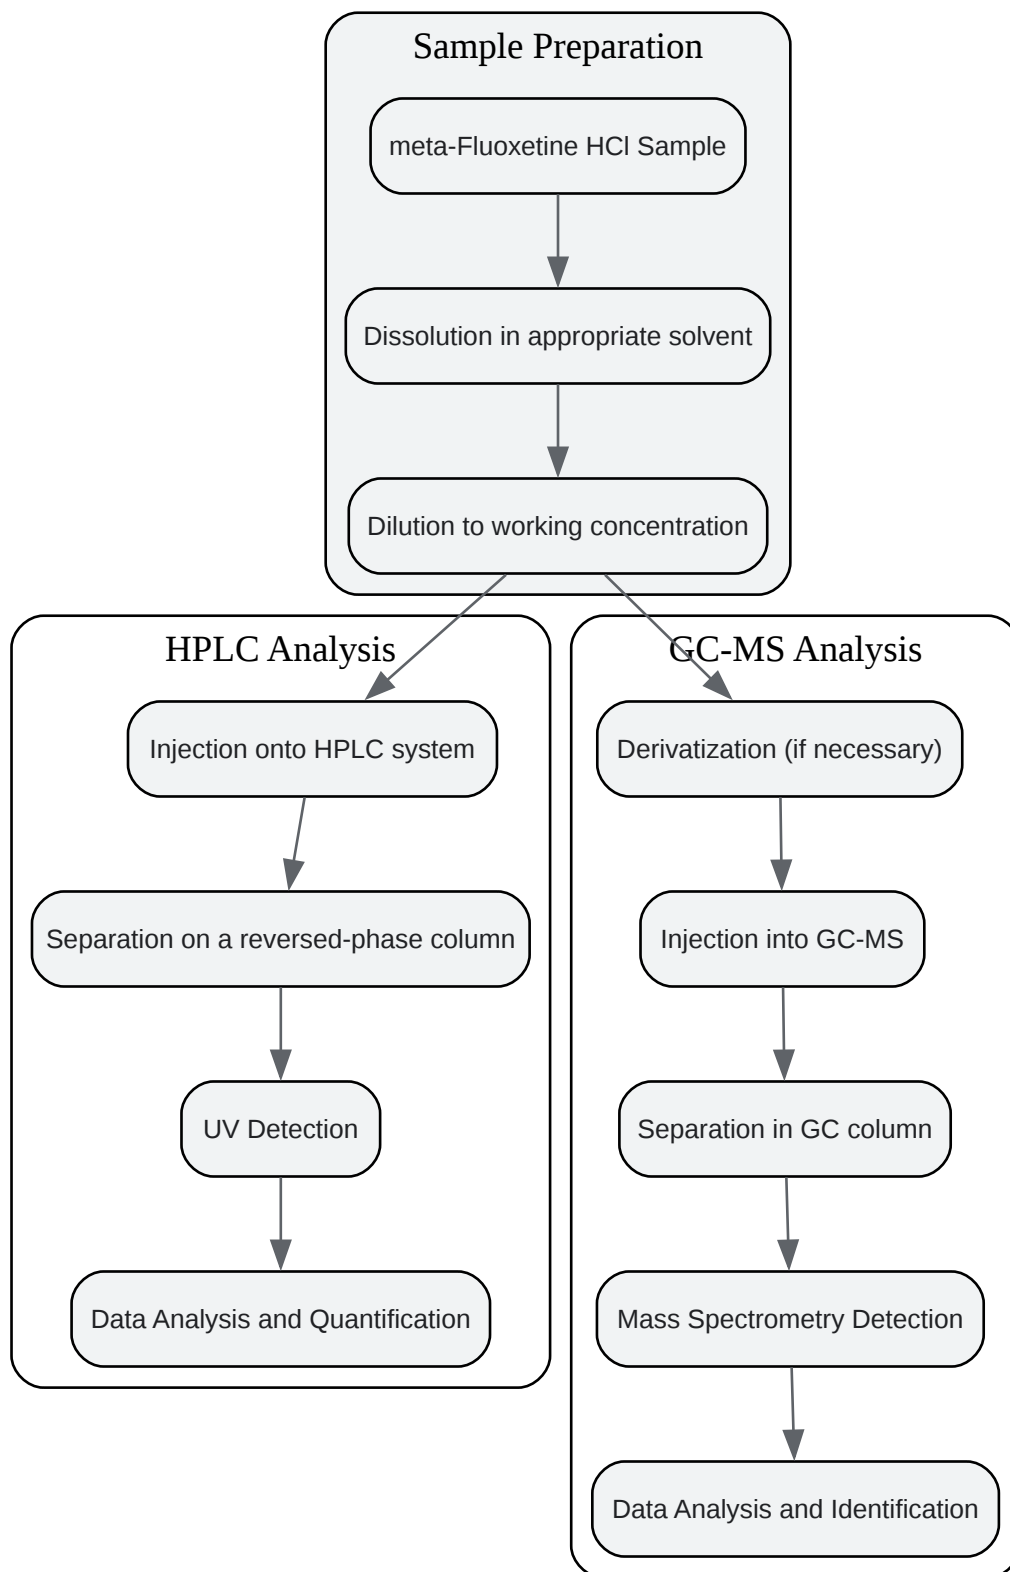 Sample Preparation
meta-Fluoxetine HCl Sample
Dissolution in appropriate solvent
Dilution to working concentration
HPLC Analysis
Injection onto HPLC system
Separation on a reversed-phase column
UV Detection
Data Analysis and Quantification
GC-MS Analysis
Derivatization (if necessary)
Injection into GC-MS
Separation in GC column
Mass Spectrometry Detection
Data Analysis and Identification